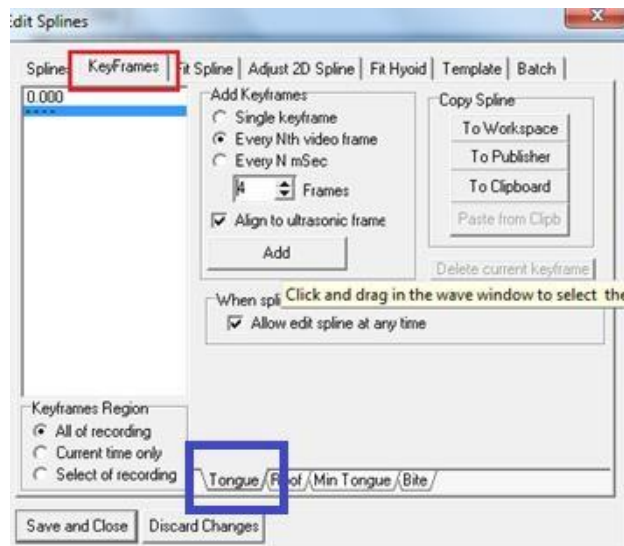 Edit Splines
Splines KeyFrames Fit Spline Adjust 2D Spline Fit Hyoid Template Batch
0.000
Add Keyframes
Single keyframe
Every Nth video frame
Every N mSec
4 Frames
Align to ultrasonic frame
Add
Copy Spline
To Workspace
To Publisher
To Clipboard
Paste from Clipb
Delete current keyframe
When spli
Click and drag in the wave window to select the
Allow edit spline at any time
Keyframes Region
All of recording
Current time only
Select of recording
Tongue Roof Min Tongue Bite
Save and Close Discard Changes